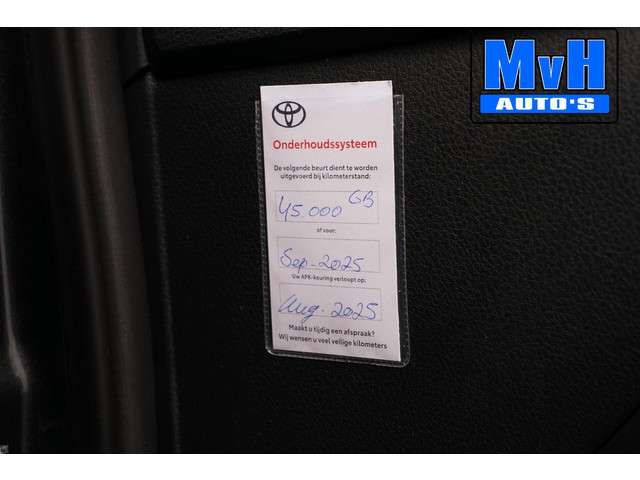 MvH
AUTO'S
Onderhoudssysteem
De volgende beurt dient te worden
uitgevoerd bij kilometerstand:
45.000 GB
of voor:
Sep-2025
Uw APK-keuring verloopt op:
Aug-2025
Maakt u tijdig een afspraak?
Wij wensen u veel veilige kilometers